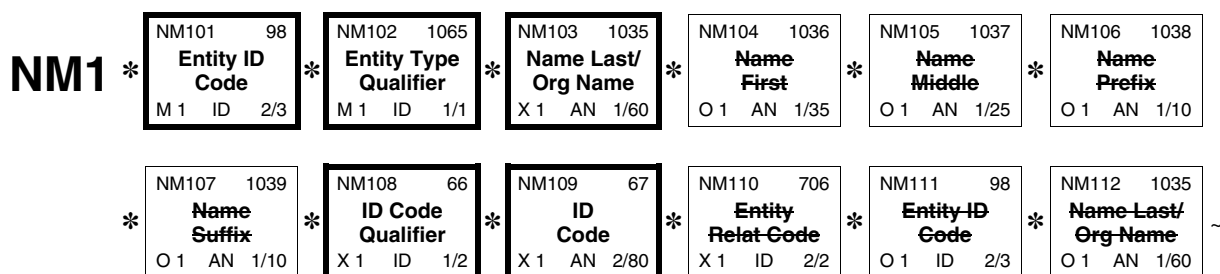 NM1 * NM101 98 * NM102 1065 * NM103 1035 * NM104 1036 * NM105 1037 * NM106 1038
Entity ID Entity Type Name Last/ Name Name Name
Code Qualifier Org Name First Middle Prefix
M 1 ID 2/3 M 1 ID 1/1 X 1 AN 1/60 O 1 AN 1/35 O 1 AN 1/25 O 1 AN 1/10
* NM107 1039 * NM108 66 * NM109 67 * NM110 706 * NM111 98 * NM112 1035 ~
Name ID Code ID Entity Entity ID Name Last/
Suffix Qualifier Code Relat Code Code Org Name
O 1 AN 1/10 X 1 ID 1/2 X 1 AN 2/80 X 1 ID 2/2 O 1 ID 2/3 O 1 AN 1/60